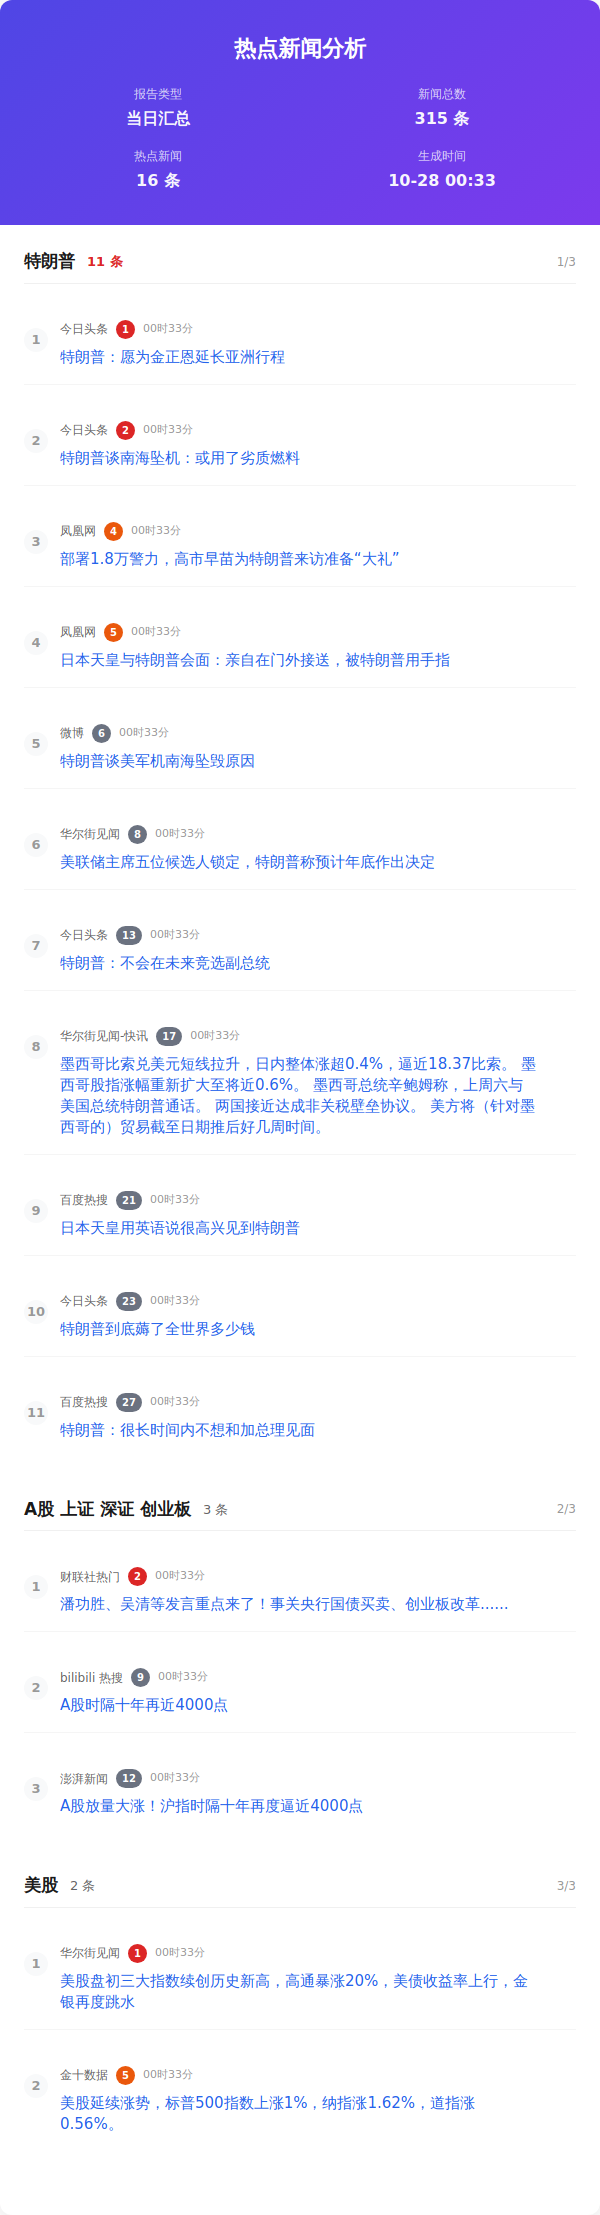 热点新闻分析
报告类型
当日汇总
新闻总数
315 条
热点新闻
16 条
生成时间
10-28 00:33
特朗普 11 条 1/3
1
今日头条 1 00时33分
特朗普：愿为金正恩延长亚洲行程
2
今日头条 2 00时33分
特朗普谈南海坠机：或用了劣质燃料
3
凤凰网 4 00时33分
部署1.8万警力，高市早苗为特朗普来访准备“大礼”
4
凤凰网 5 00时33分
日本天皇与特朗普会面：亲自在门外接送，被特朗普用手指
5
微博 6 00时33分
特朗普谈美军机南海坠毁原因
6
华尔街见闻 8 00时33分
美联储主席五位候选人锁定，特朗普称预计年底作出决定
7
今日头条 13 00时33分
特朗普：不会在未来竞选副总统
8
华尔街见闻-快讯 17 00时33分
墨西哥比索兑美元短线拉升，日内整体涨超0.4%，逼近18.37比索。 墨
西哥股指涨幅重新扩大至将近0.6%。 墨西哥总统辛鲍姆称，上周六与
美国总统特朗普通话。 两国接近达成非关税壁垒协议。 美方将（针对墨
西哥的）贸易截至日期推后好几周时间。
9
百度热搜 21 00时33分
日本天皇用英语说很高兴见到特朗普
10
今日头条 23 00时33分
特朗普到底薅了全世界多少钱
11
百度热搜 27 00时33分
特朗普：很长时间内不想和加总理见面
A股 上证 深证 创业板 3 条 2/3
1
财联社热门 2 00时33分
潘功胜、吴清等发言重点来了！事关央行国债买卖、创业板改革……
2
bilibili 热搜 9 00时33分
A股时隔十年再近4000点
3
澎湃新闻 12 00时33分
A股放量大涨！沪指时隔十年再度逼近4000点
美股 2 条 3/3
1
华尔街见闻 1 00时33分
美股盘初三大指数续创历史新高，高通暴涨20%，美债收益率上行，金
银再度跳水
2
金十数据 5 00时33分
美股延续涨势，标普500指数上涨1%，纳指涨1.62%，道指涨
0.56%。